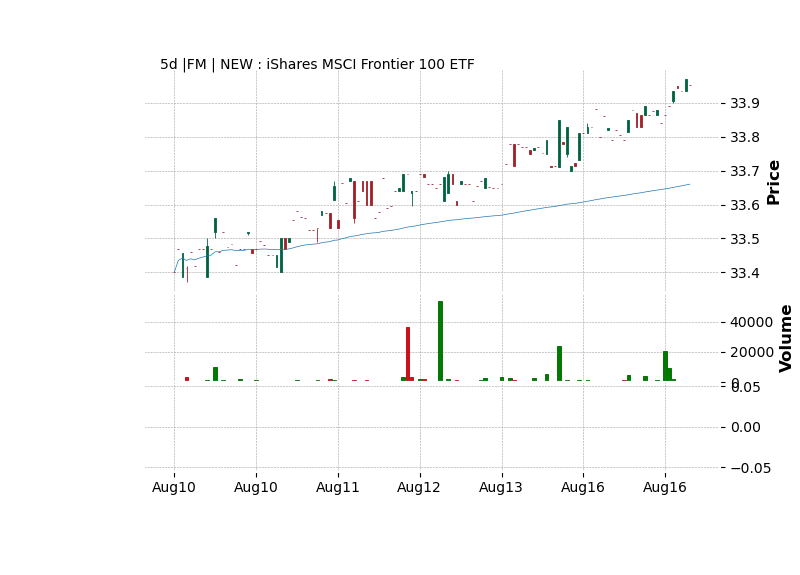 5d |FM | NEW : iShares MSCI Frontier 100 ETF
33.9
33.8
33.7
33.6
33.5
33.4
Price
40000
20000
0
Volume
0.05
0.00
−0.05
Aug10
Aug10
Aug11
Aug12
Aug13
Aug16
Aug16